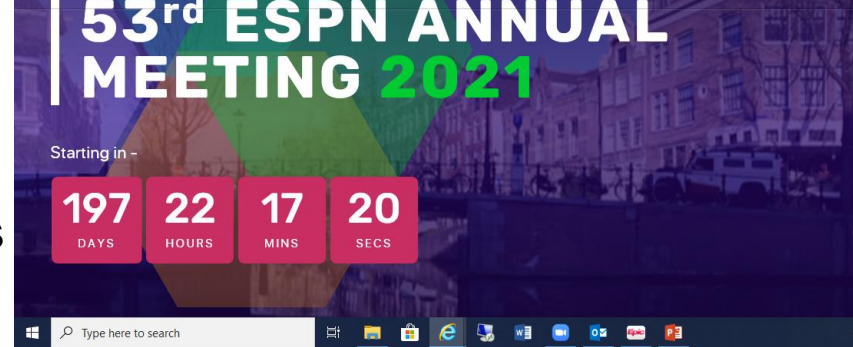 53rd ESPN ANNUAL
MEETING 2021
Starting in -
197 22 17 20
DAYS HOURS MINS SECS
S
Type here to search
Epic